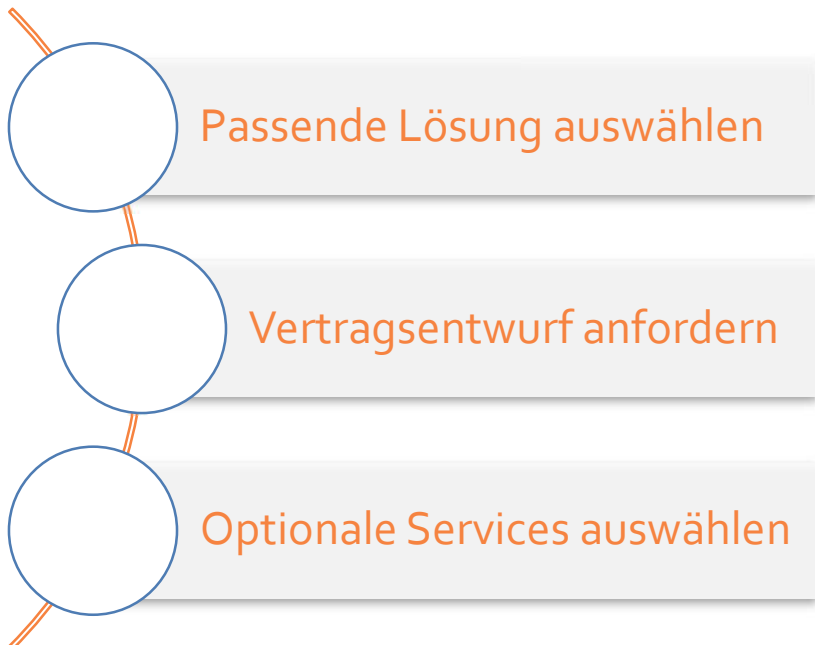 Passende Lösung auswählen
Vertragsentwurf anfordern
Optionale Services auswählen